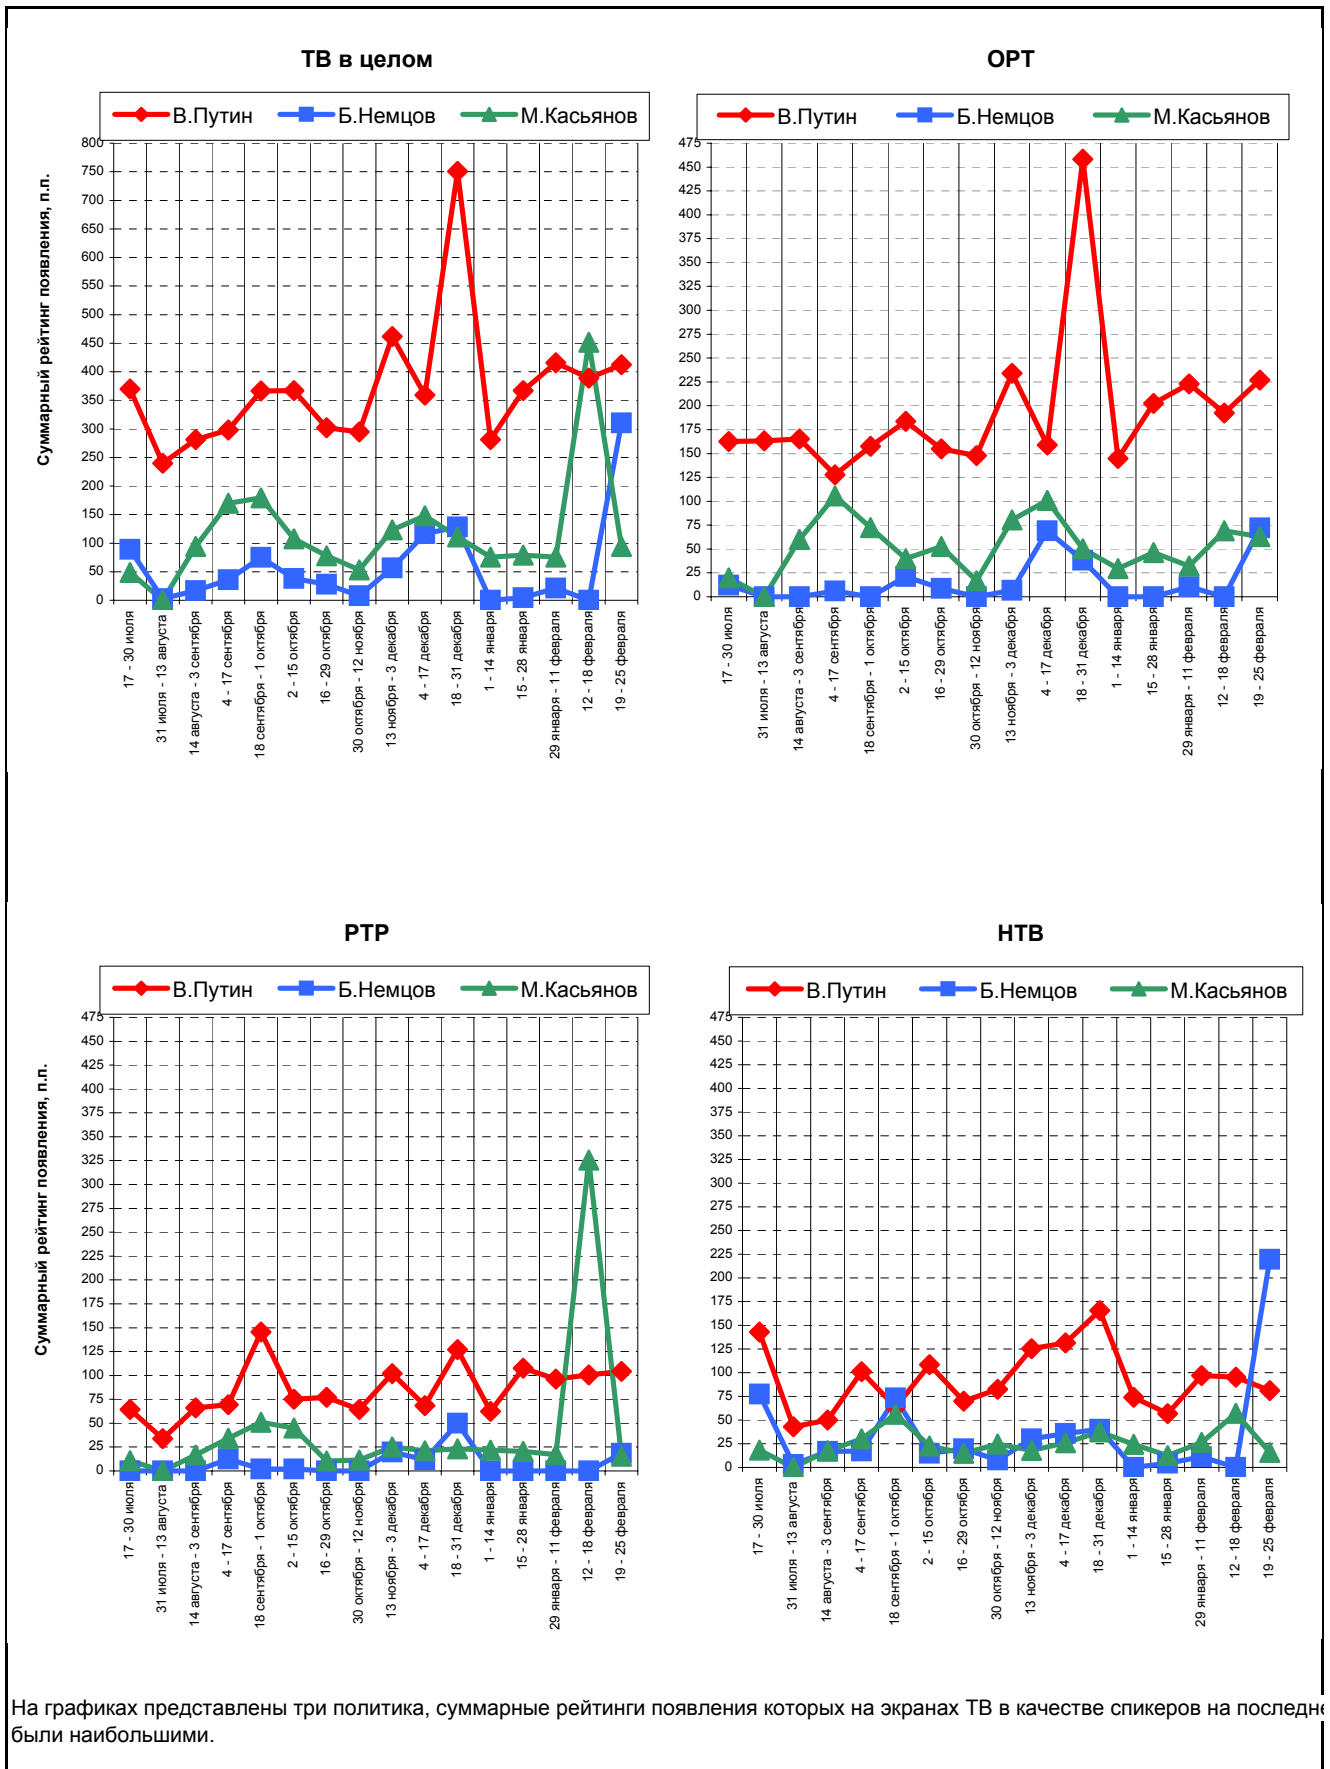 ТВ в целом
В.Путин Б.Немцов М.Касьянов
Суммарный рейтинг появления, п.п.
800
750
700
650
600
550
500
450
400
350
300
250
200
150
100
50
0
17 - 30 июля
31 июля - 13 августа
14 августа - 3 сентября
4 - 17 сентября
18 сентября - 1 октября
2 - 15 октября
16 - 29 октября
30 октября - 12 ноября
13 ноября - 3 декабря
4 - 17 декабря
18 - 31 декабря
1 - 14 января
15 - 28 января
29 января - 11 февраля
12 - 18 февраля
19 - 25 февраля
ОРТ
В.Путин Б.Немцов М.Касьянов
475
450
425
400
375
350
325
300
275
250
225
200
175
150
125
100
75
50
25
0
17 - 30 июля
31 июля - 13 августа
14 августа - 3 сентября
4 - 17 сентября
18 сентября - 1 октября
2 - 15 октября
16 - 29 октября
30 октября - 12 ноября
13 ноября - 3 декабря
4 - 17 декабря
18 - 31 декабря
1 - 14 января
15 - 28 января
29 января - 11 февраля
12 - 18 февраля
19 - 25 февраля
РТР
В.Путин Б.Немцов М.Касьянов
Суммарный рейтинг появления, п.п.
475
450
425
400
375
350
325
300
275
250
225
200
175
150
125
100
75
50
25
0
17 - 30 июля
31 июля - 13 августа
14 августа - 3 сентября
4 - 17 сентября
18 сентября - 1 октября
2 - 15 октября
16 - 29 октября
30 октября - 12 ноября
13 ноября - 3 декабря
4 - 17 декабря
18 - 31 декабря
1 - 14 января
15 - 28 января
29 января - 11 февраля
12 - 18 февраля
19 - 25 февраля
НТВ
В.Путин Б.Немцов М.Касьянов
475
450
425
400
375
350
325
300
275
250
225
200
175
150
125
100
75
50
25
0
17 - 30 июля
31 июля - 13 августа
14 августа - 3 сентября
4 - 17 сентября
18 сентября - 1 октября
2 - 15 октября
16 - 29 октября
30 октября - 12 ноября
13 ноября - 3 декабря
4 - 17 декабря
18 - 31 декабря
1 - 14 января
15 - 28 января
29 января - 11 февраля
12 - 18 февраля
19 - 25 февраля
На графиках представлены три политика, суммарные рейтинги появления которых на экранах ТВ в качестве спикеров на
были наибольшими.